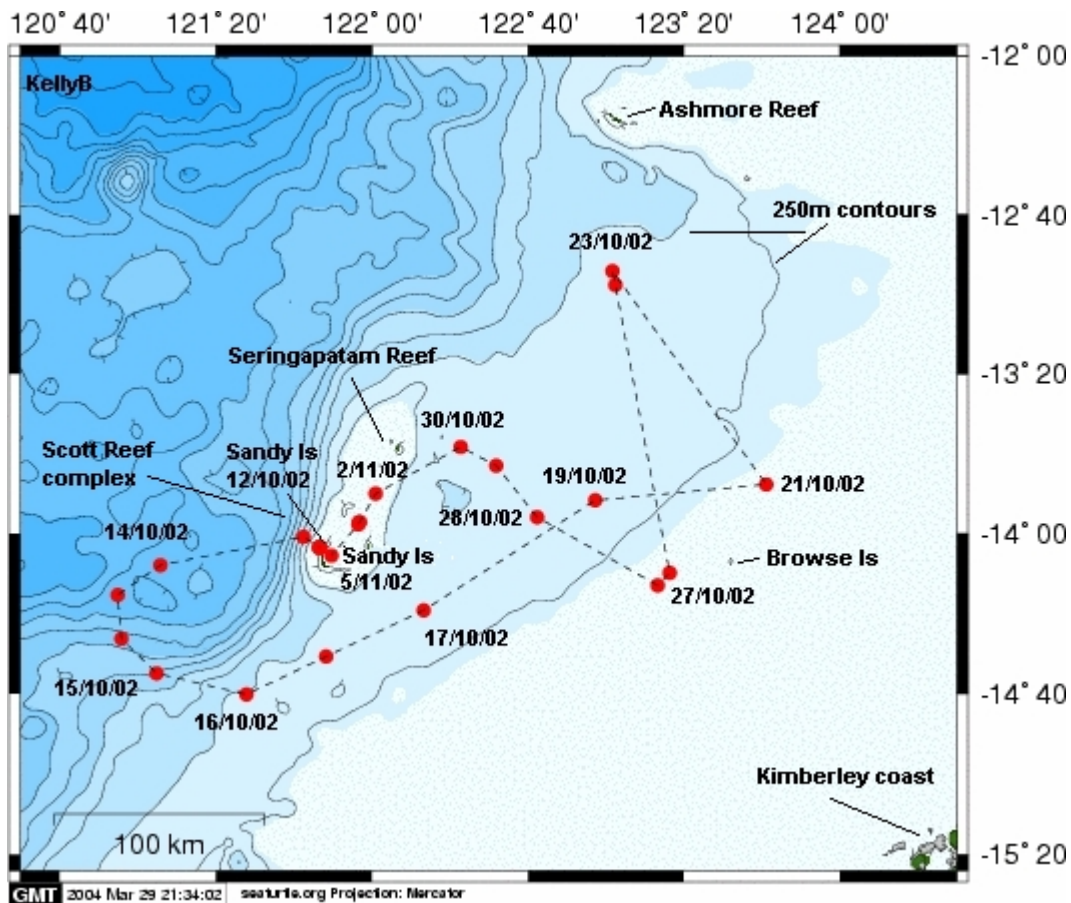 120˚ 40' 121˚ 20' 122˚ 00' 122˚ 40' 123˚ 20' 124˚ 00'
-12˚ 00'
KellyB
Ashmore Reef
250m contours
-12˚ 40'
23/10/02
Seringapatam Reef
-13˚ 20'
30/10/02
Scott Reef
complex
Sandy Is
12/10/02
2/11/02
19/10/02
21/10/02
28/10/02
14/10/02
-14˚ 00'
Sandy Is
5/11/02
Browse Is
27/10/02
17/10/02
15/10/02
16/10/02
-14˚ 40'
Kimberley coast
100 km
-15˚ 20'
GMT 2004 Mar 29 21:34:02 seaturtle.org Projection: Mercator